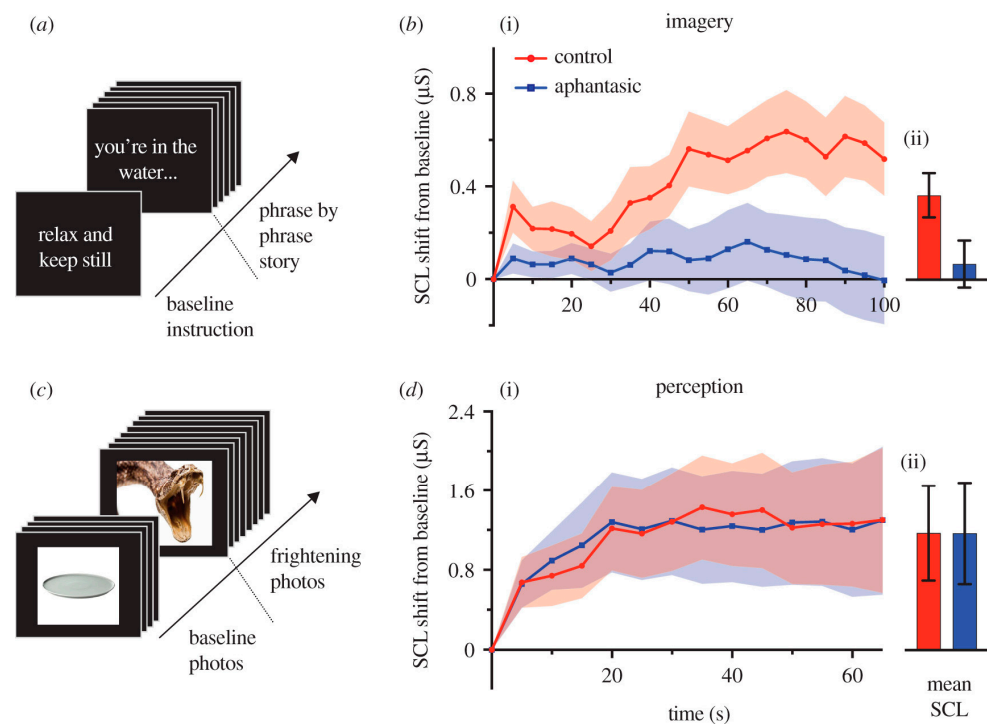 (a)
you're in the
water...
relax and
keep still
phrase by
phrase
story
baseline
instruction
(b)
(i)
imagery
control
aphantasic
SCL shift from baseline (µS)
0.8
0.4
0
20
40
60
80
100
(ii)
(c)
frightening
photos
baseline
photos
(d)
(i)
perception
SCL shift from baseline (µS)
2.4
1.6
0.8
0
20
40
60
time (s)
(ii)
mean
SCL